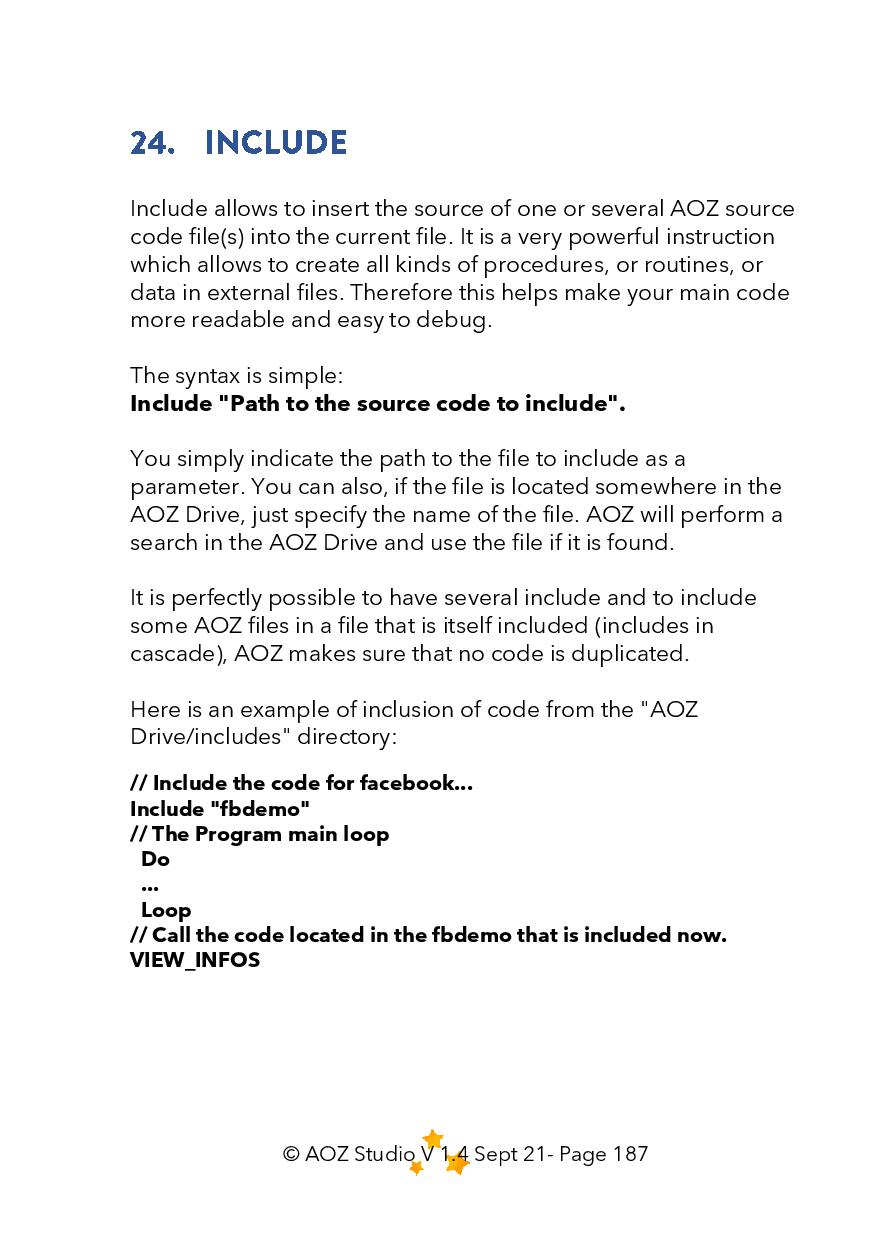 24. INCLUDE
Include allows to insert the source of one or several AOZ source
code file(s) into the current file. It is a very powerful instruction
which allows to create all kinds of procedures, or routines, or
data in external files. Therefore this helps make your main code
more readable and easy to debug.
The syntax is simple:
Include "Path to the source code to include".
You simply indicate the path to the file to include as a
parameter. You can also, if the file is located somewhere in the
AOZ Drive, just specify the name of the file. AOZ will perform a
search in the AOZ Drive and use the file if it is found.
It is perfectly possible to have several include and to include
some AOZ files in a file that is itself included (includes in
cascade), AOZ makes sure that no code is duplicated.
Here is an example of inclusion of code from the "AOZ
Drive/includes" directory:
// Include the code for facebook...
Include "fbdemo"
// The Program main loop
Do
...
Loop
// Call the code located in the fbdemo that is included now.
VIEW_INFOS
© AOZ Studio V 1.4 Sept 21- Page 187